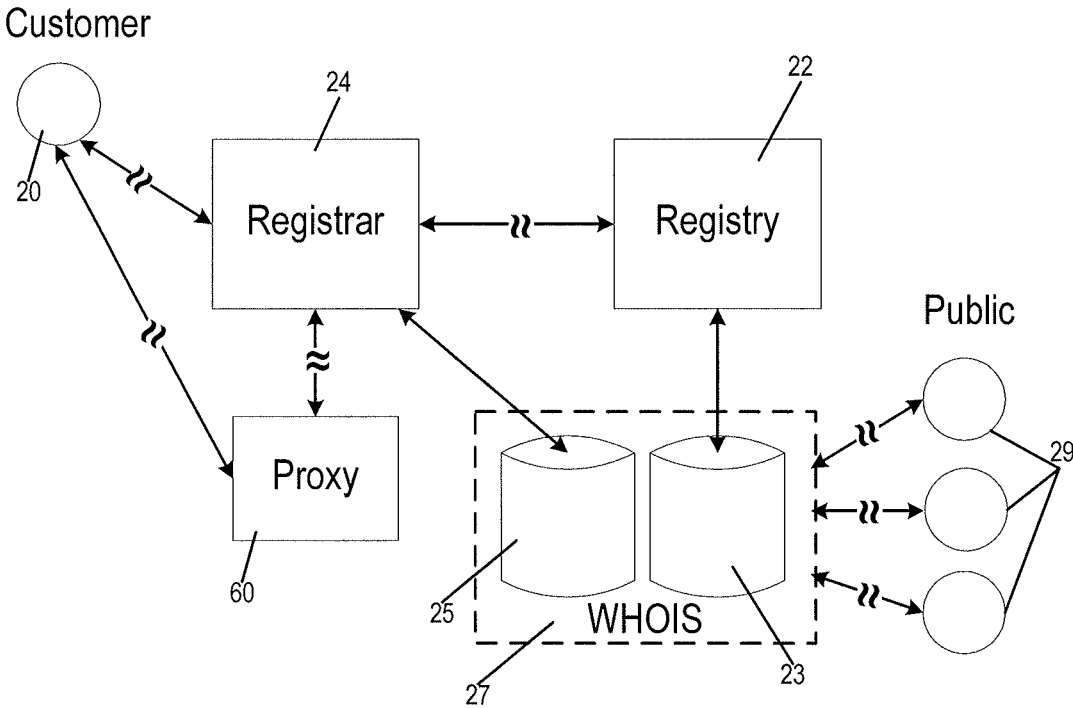 Customer
24
22
20
Registrar
Registry
Public
Proxy
29
60
25
WHOIS
27
23